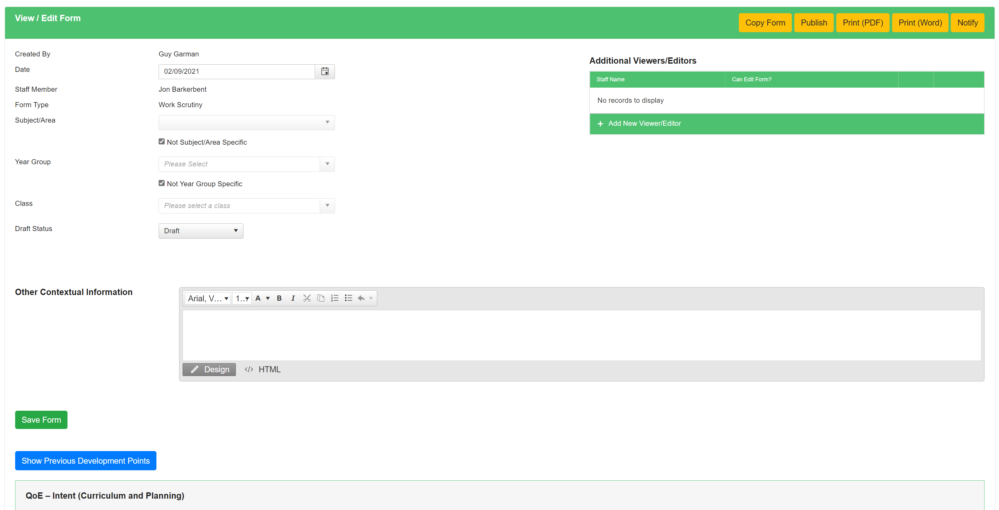 View / Edit Form
Copy Form
Publish
Print (PDF)
Print (Word)
Notify
Created By
Guy Garman
Date
02/09/2021
Staff Member
Jon Barkerbent
Form Type
Work Scrutiny
Subject/Area
Not Subject/Area Specific
Year Group
Please Select
Not Year Group Specific
Class
Please select a class
Draft Status
Draft
Additional Viewers/Editors
Staff Name
Can Edit Form?
No records to display
+ Add New Viewer/Editor
Other Contextual Information
Arial, V...
1...
A
B
I
Design
</> HTML
Save Form
Show Previous Development Points
QoE – Intent (Curriculum and Planning)